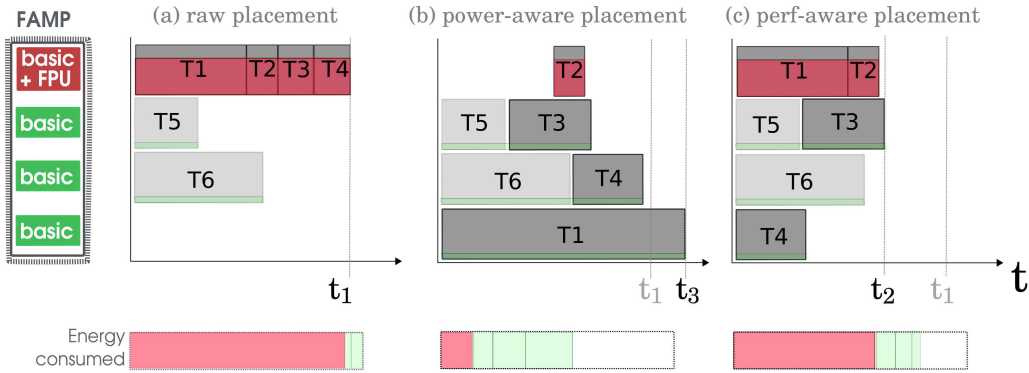 FAMP
(a) raw placement
(b) power-aware placement
(c) perf-aware placement
basic
+ FPU
basic
basic
basic
T1
T2
T3
T4
T5
T6
t1
T2
T5
T3
T6
T4
T1
t1
t3
T1
T2
T5
T3
T6
T4
t2
t1
t
Energy
consumed